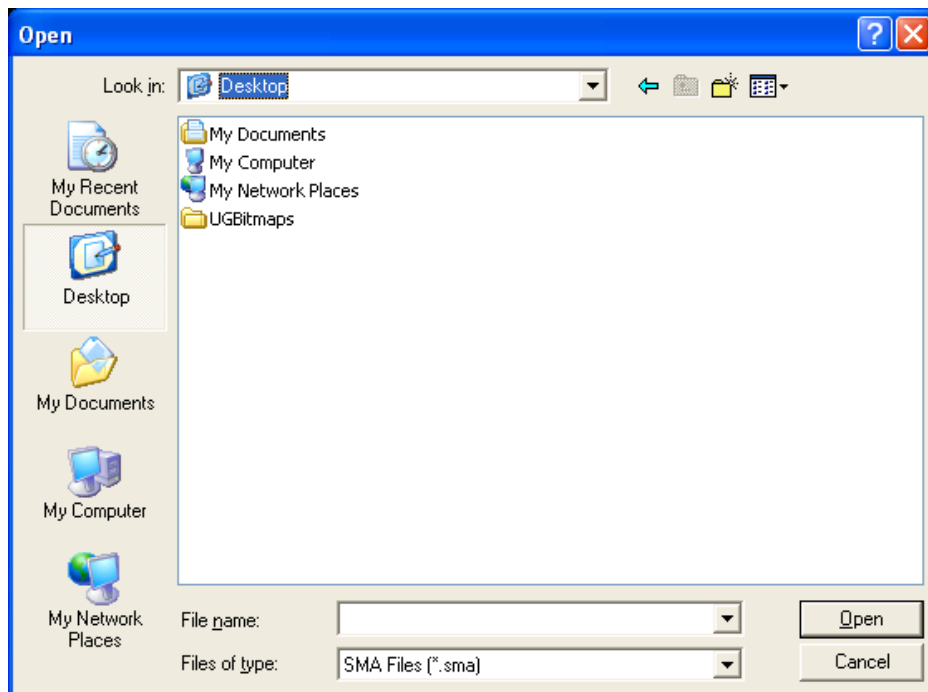 Open
Look in: Desktop
My Documents
My Computer
My Network Places
UGBitmaps
My Recent
Documents
Desktop
My Documents
My Computer
My Network
Places
File name:
Open
Files of type: SMA Files (*.sma)
Cancel